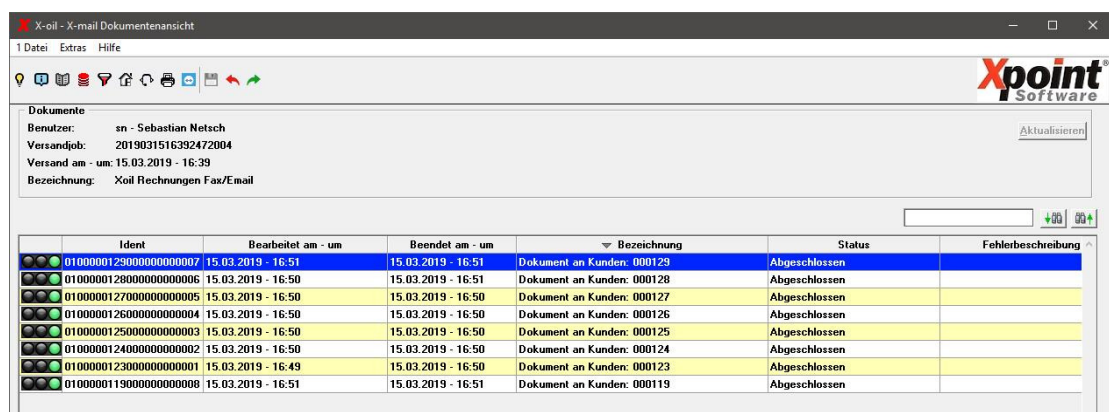 X-oil - X-mail Dokumentenansicht
1 Datei Extras Hilfe
Xpoint®
Software
Dokumente
Benutzer: sn - Sebastian Netsch
Aktualisieren
Versandjob: 2019031516392472004
Versand am - um: 15.03.2019 - 16:39
Bezeichnung: Xoil Rechnungen Fax/Email
Ident Bearbeitet am - um Beendet am - um Bezeichnung Status Fehlerbeschreibung
0100000129000000000007 15.03.2019 - 16:51 15.03.2019 - 16:51 Dokument an Kunden: 000129 Abgeschlossen
0100000128000000000006 15.03.2019 - 16:50 15.03.2019 - 16:51 Dokument an Kunden: 000128 Abgeschlossen
0100000127000000000005 15.03.2019 - 16:50 15.03.2019 - 16:50 Dokument an Kunden: 000127 Abgeschlossen
0100000126000000000004 15.03.2019 - 16:50 15.03.2019 - 16:50 Dokument an Kunden: 000126 Abgeschlossen
0100000125000000000003 15.03.2019 - 16:50 15.03.2019 - 16:50 Dokument an Kunden: 000125 Abgeschlossen
0100000124000000000002 15.03.2019 - 16:50 15.03.2019 - 16:50 Dokument an Kunden: 000124 Abgeschlossen
0100000123000000000001 15.03.2019 - 16:49 15.03.2019 - 16:50 Dokument an Kunden: 000123 Abgeschlossen
0100000119000000000008 15.03.2019 - 16:51 15.03.2019 - 16:51 Dokument an Kunden: 000119 Abgeschlossen